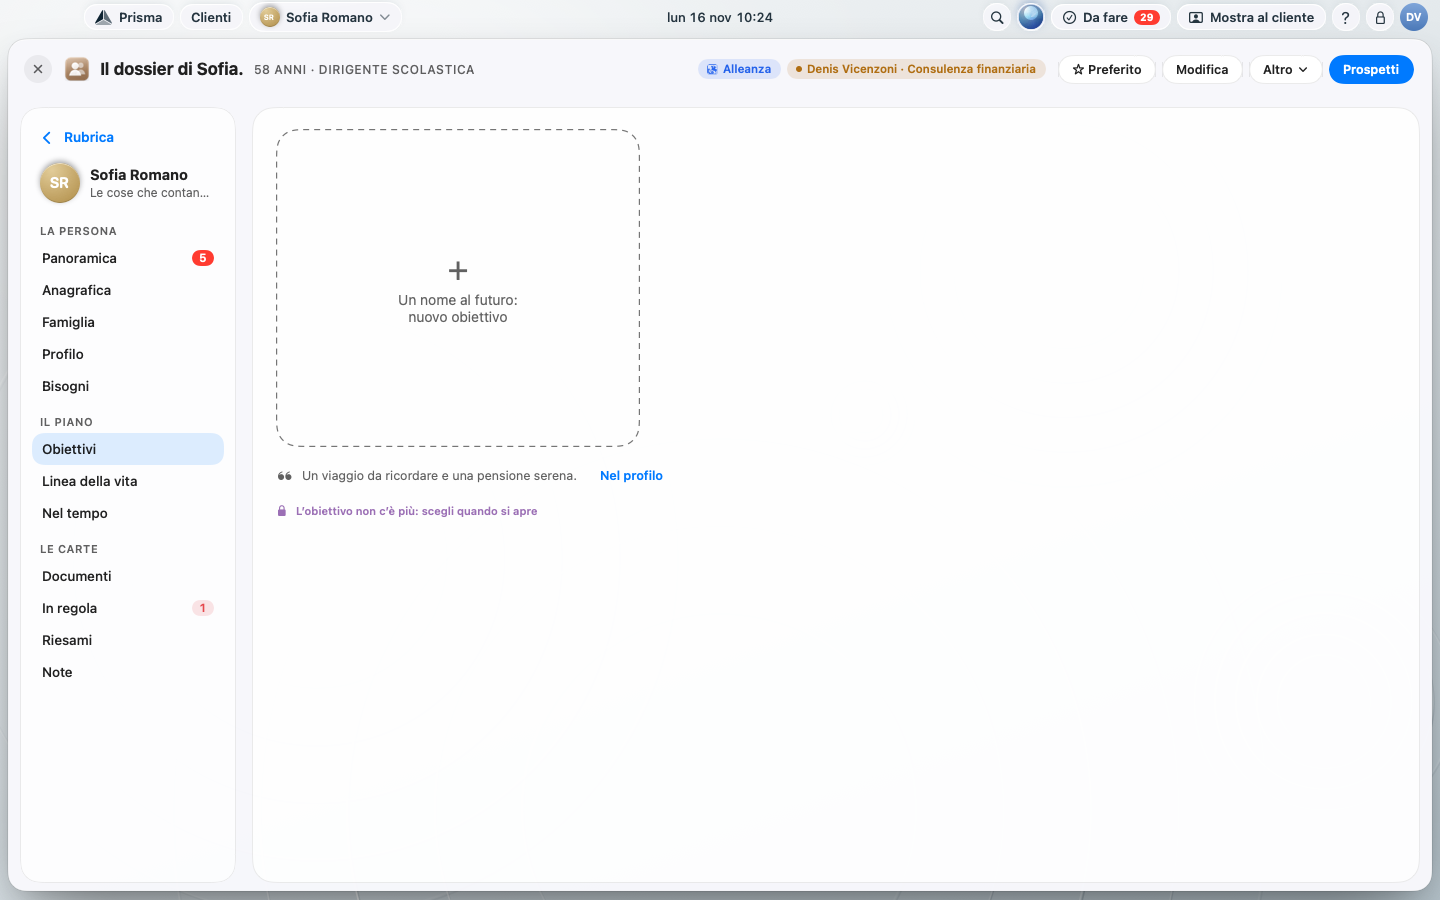 Prisma
Clienti
SR Sofia Romano
lun 16 nov 10:24
Da fare 29
Mostra al cliente
?
DV
Il dossier di Sofia.
58 ANNI · DIRIGENTE SCOLASTICA
Alleanza
Denis Vicenzoni · Consulenza finanziaria
Preferito
Modifica
Altro
Prospetti
Rubrica
SR
Sofia Romano
Le cose che contan...
LA PERSONA
Panoramica 5
Anagrafica
Famiglia
Profilo
Bisogni
IL PIANO
Obiettivi
Linea della vita
Nel tempo
LE CARTE
Documenti
In regola 1
Riesami
Note
Un nome al futuro:
nuovo obiettivo
Un viaggio da ricordare e una pensione serena. Nel profilo
L’obiettivo non c’è più: scegli quando si apre